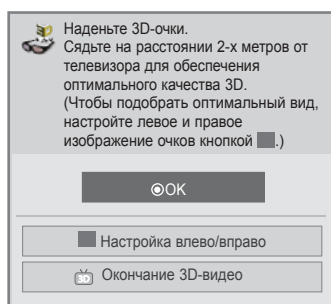 Наденьте 3D-очки.
Сядьте на расстоянии 2-х метров от
телевизора для обеспечения
оптимального качества 3D.
(Чтобы подобрать оптимальный вид,
настройте левое и правое
изображение очков кнопкой .)
OK
Настройка влево/вправо
3D Окончание 3D-видео